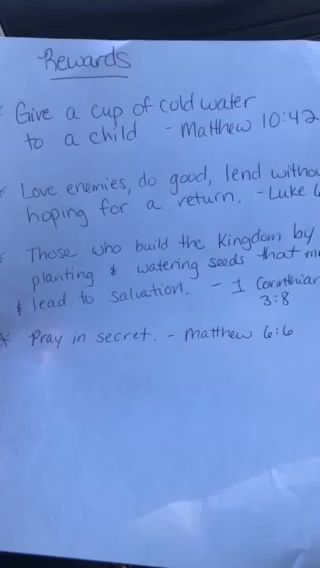 Rewards
* Give a cup of cold water
to a child - Matthew 10:42
* Love enemies, do good, lend
hoping for a return. - Luke
* Those who build the Kingdom by
planting & watering seeds that
& lead to salvation. - 1
3:8
* Pray in secret. - Matthew 6:6